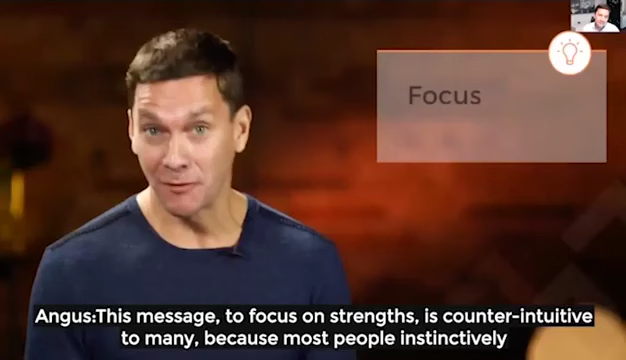 Focus
Angus:This message, to focus on strengths, is counter-intuitive
to many, because most people instinctively